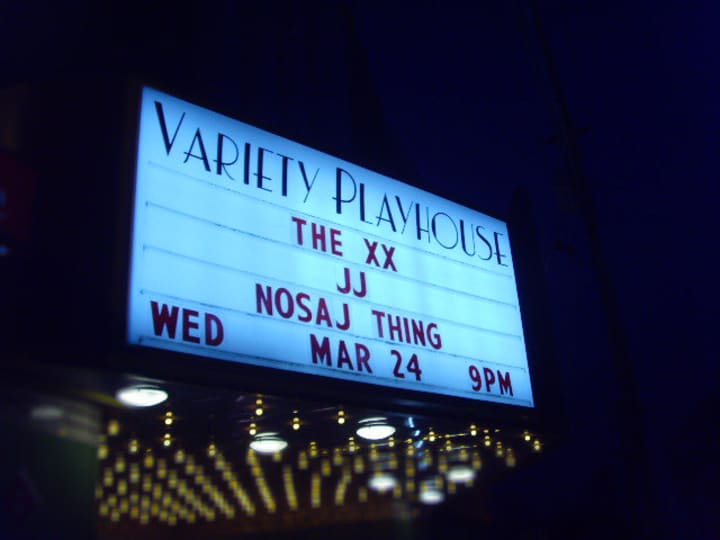 VARIETY PLAYHOUSE
THE XX
JJ
NOSAJ THING
WED MAR 24 9PM